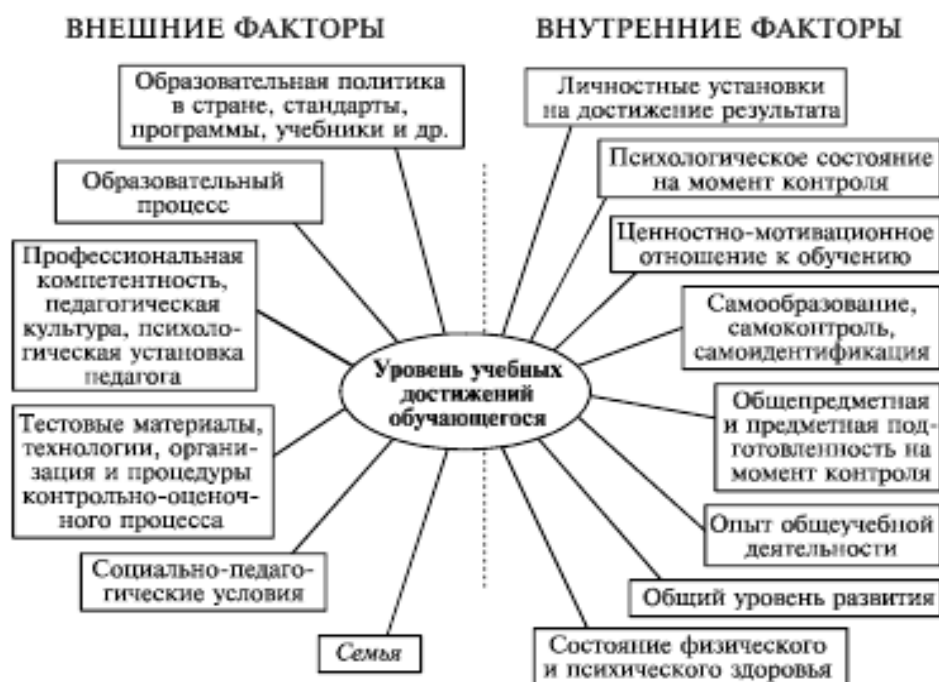 ВНЕШНИЕ ФАКТОРЫ
Образовательная политика
в стране, стандарты,
программы, учебники и др.
Образовательный
процесс
Профессиональная
компетентность,
педагогическая
культура, психоло-
гическая установка
педагога
Тестовые материалы,
технологии, органи-
зация и процедуры
контрольно-оценоч-
ного процесса
Социально-педаго-
гические условия
Семья
Уровень учебных
достижений
обучающегося
ВНУТРЕННИЕ ФАКТОРЫ
Личностные установки
на достижение результата
Психологическое состояние
на момент контроля
Ценностно-мотивационное
отношение к обучению
Самообразование,
самоконтроль,
самоидентификация
Общепредметная
и предметная под-
готовленность на
момент контроля
Опыт общеучебной
деятельности
Общий уровень развития
Состояние физического
и психического здоровья